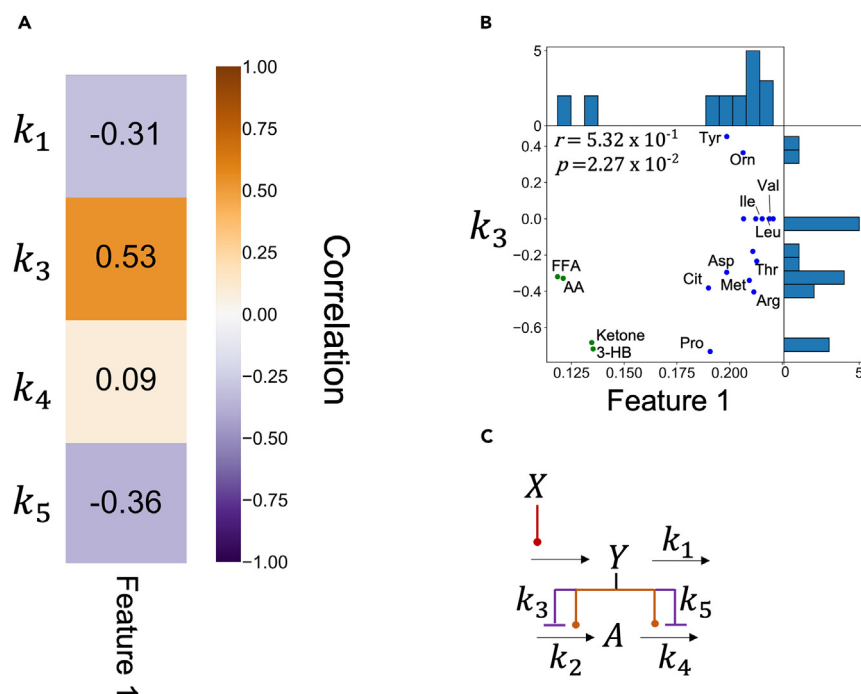 A
k₁
-0.31
k₃
0.53
k₄
0.09
k₅
-0.36
Feature 1
1.00
0.75
0.50
0.25
0.00
−0.25
−0.50
−0.75
−1.00
Correlation
B
5
0
r = 5.32 x 10⁻¹
p = 2.27 x 10⁻²
0.4
0.2
0.0
−0.2
−0.4
−0.6
k₃
Tyr
Orn
Val
Ile
Leu
Asp
Thr
Cit
Met
Arg
FFA
AA
Ketone
3-HB
Pro
0.125
0.150
0.175
0.200
0
5
Feature 1
C
X
Y
k₁
k₃
k₅
A
k₂
k₄